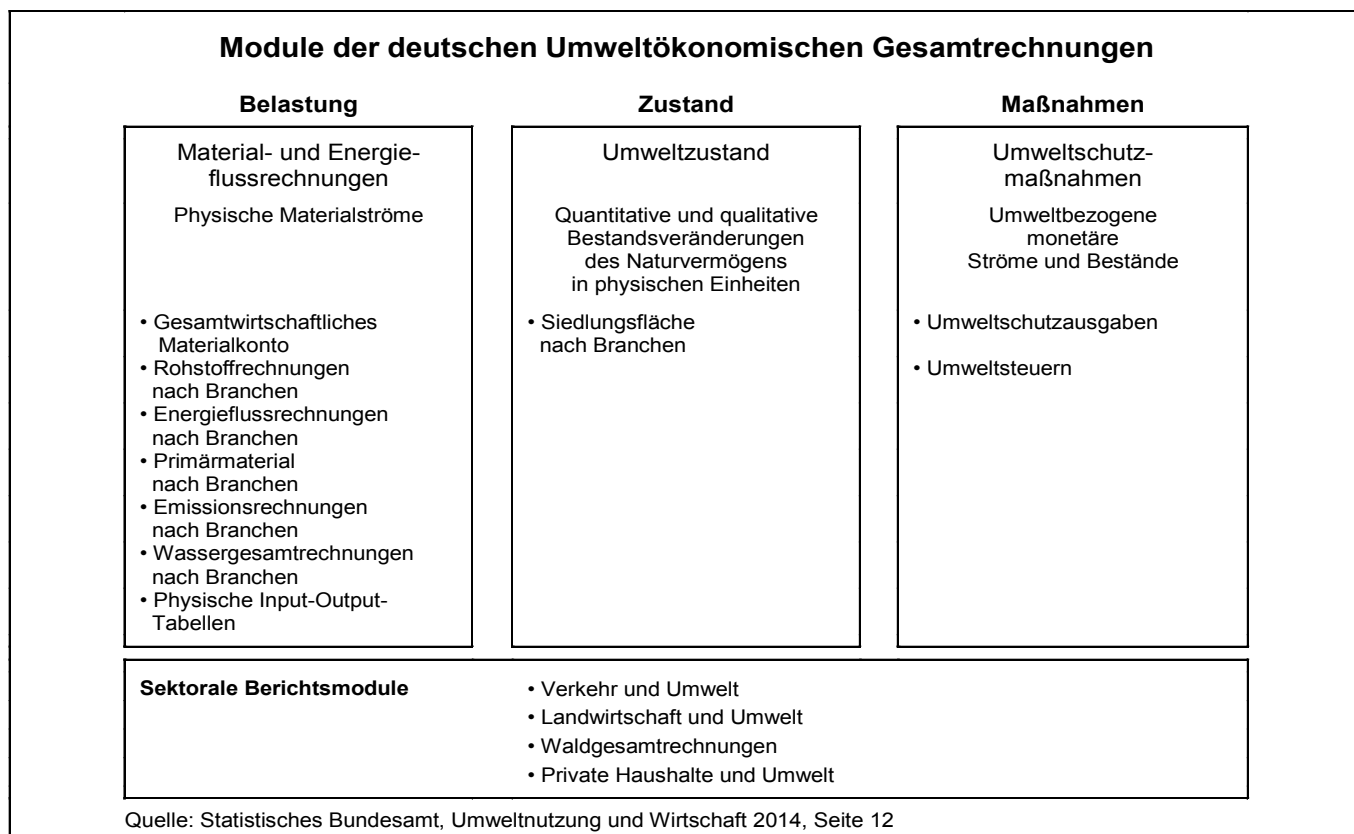 Module der deutschen Umweltökonomischen Gesamtrechnungen
Belastung
Material- und Energie-
flussrechnungen
Physische Materialströme
• Gesamtwirtschaftliches
Materialkonto
• Rohstoffrechnungen
nach Branchen
• Energieflussrechnungen
nach Branchen
• Primärmaterial
nach Branchen
• Emissionsrechnungen
nach Branchen
• Wassergesamtrechnungen
nach Branchen
• Physische Input-Output-
Tabellen
Zustand
Umweltzustand
Quantitative und qualitative
Bestandsveränderungen
des Naturvermögens
in physischen Einheiten
• Siedlungsfläche
nach Branchen
Maßnahmen
Umweltschutz-
maßnahmen
Umweltbezogene
monetäre
Ströme und Bestände
• Umweltschutzausgaben
• Umweltsteuern
Sektorale Berichtsmodule
• Verkehr und Umwelt
• Landwirtschaft und Umwelt
• Waldgesamtrechnungen
• Private Haushalte und Umwelt
Quelle: Statistisches Bundesamt, Umweltnutzung und Wirtschaft 2014, Seite 12